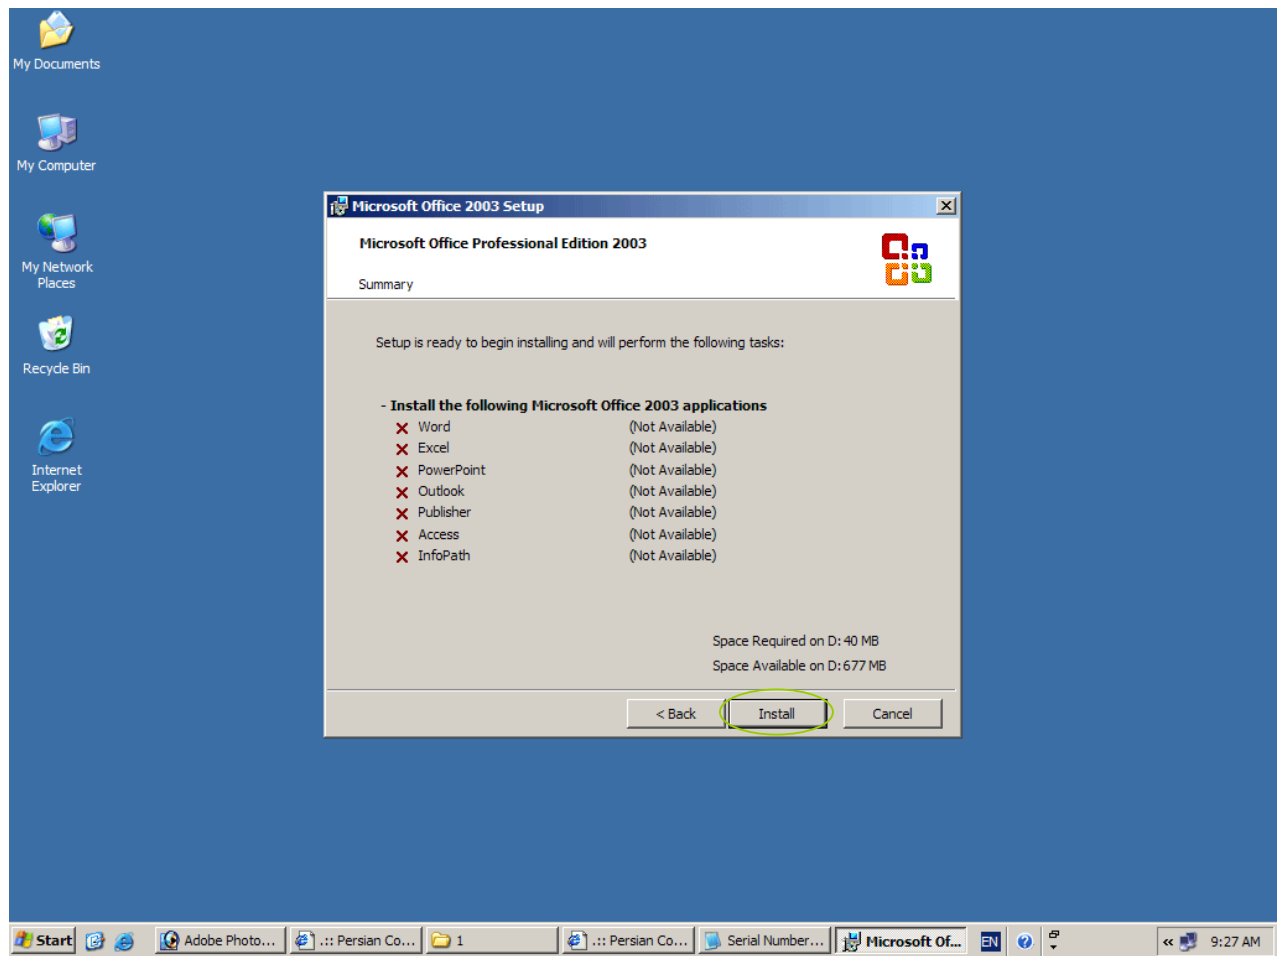 My Documents
My Computer
My Network
Places
Recycle Bin
Internet
Explorer
Microsoft Office 2003 Setup
Microsoft Office Professional Edition 2003
Summary
Setup is ready to begin installing and will perform the following tasks:
- Install the following Microsoft Office 2003 applications
Word (Not Available)
Excel (Not Available)
PowerPoint (Not Available)
Outlook (Not Available)
Publisher (Not Available)
Access (Not Available)
InfoPath (Not Available)
Space Required on D: 40 MB
Space Available on D: 677 MB
< Back Install Cancel
Start Adobe Photo... .:: Persian Co... 1 .:: Persian Co... Serial Number... Microsoft Of... EN « 9:27 AM